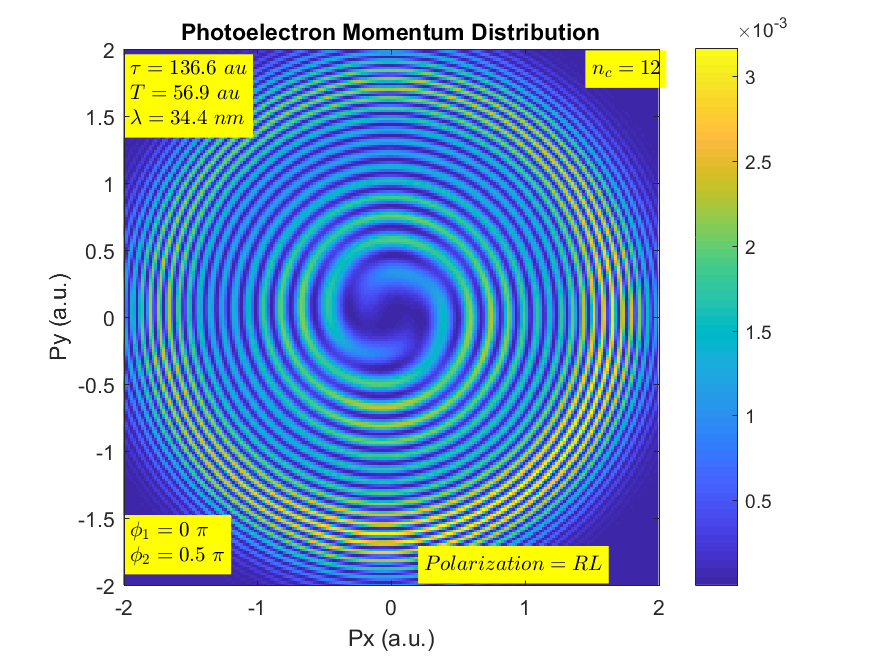 Photoelectron Momentum Distribution
×10⁻³
τ = 136.6 au
T = 56.9 au
λ = 34.4 nm
n_c = 12
ϕ₁ = 0 π
ϕ₂ = 0.5 π
Polarization = RL
2
1.5
1
0.5
0
-0.5
-1
-1.5
-2
Py (a.u.)
-2
-1
0
1
2
Px (a.u.)
3
2.5
2
1.5
1
0.5